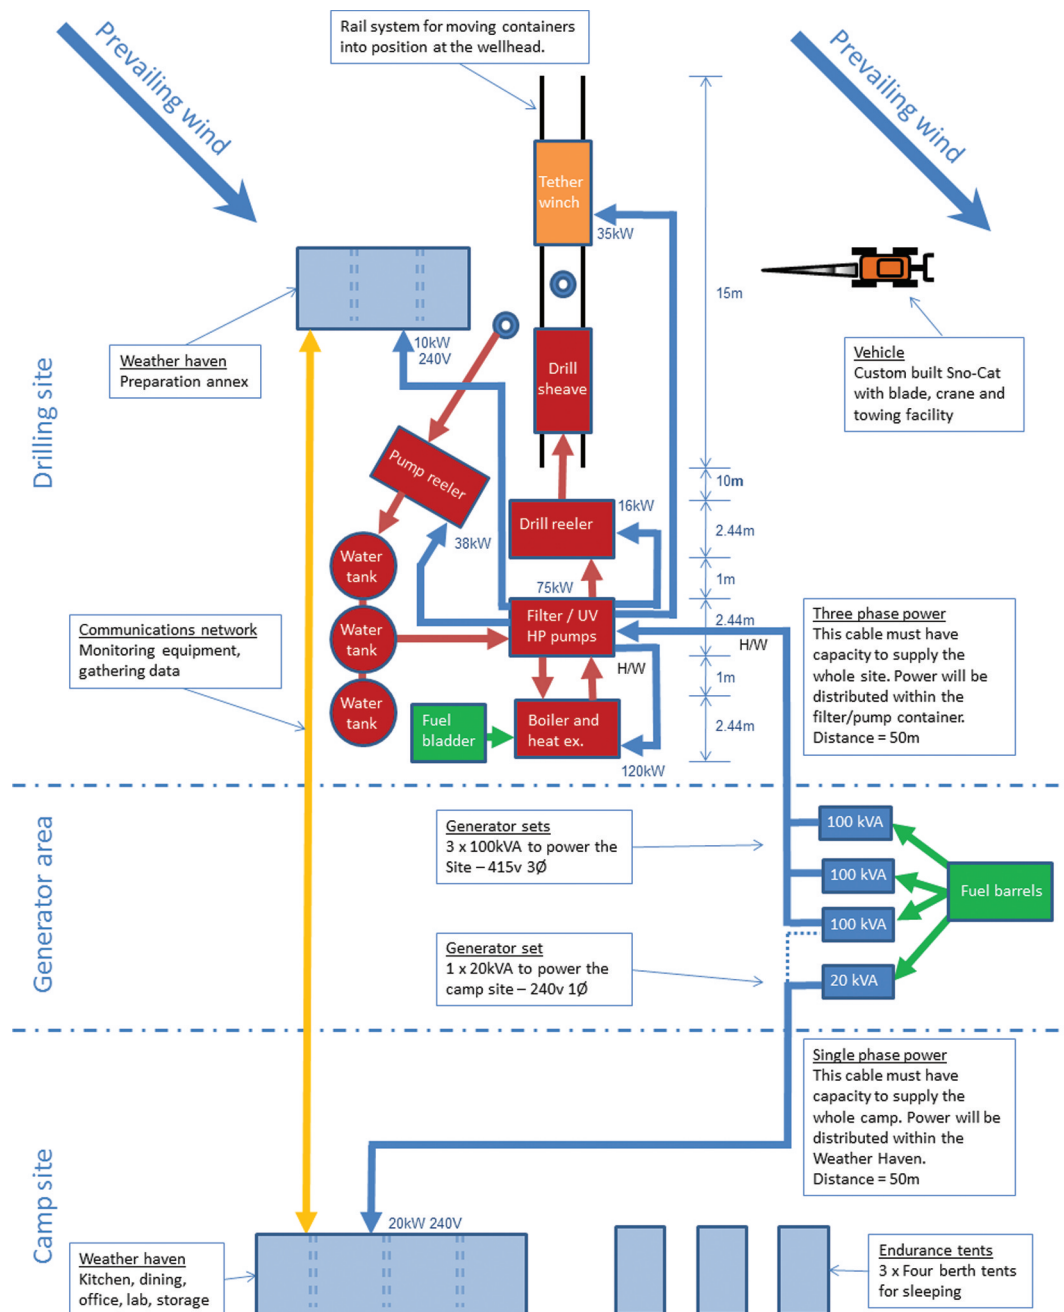 Prevailing wind
Rail system for moving containers
into position at the wellhead.
Prevailing wind
Tether
winch
35kW
15m
Weather haven
Preparation annex
10kW
240V
Drill
sheave
Vehicle
Custom built Sno-Cat
with blade, crane and
towing facility
Drilling site
Pump reeler
10m
16kW
Drill reeler
2.44m
38kW
Water
tank
1m
75kW
Filter / UV
HP pumps
2.44m
H/W
H/W
Water
tank
Communications network
Monitoring equipment,
gathering data
Three phase power
This cable must have
capacity to supply the
whole site. Power will be
distributed within the
filter/pump container.
Distance = 50m
1m
Water
tank
Fuel
bladder
Boiler and
heat ex.
2.44m
120kW
Generator area
Generator sets
3 x 100kVA to power the
Site – 415v 3Ø
100 kVA
100 kVA
100 kVA
20 kVA
Fuel barrels
Generator set
1 x 20kVA to power the
camp site – 240v 1Ø
Single phase power
This cable must have
capacity to supply the
whole camp. Power will be
distributed within the
Weather Haven.
Distance = 50m
Camp site
20kW 240V
Weather haven
Kitchen, dining,
office, lab, storage
Endurance tents
3 x Four berth tents
for sleeping